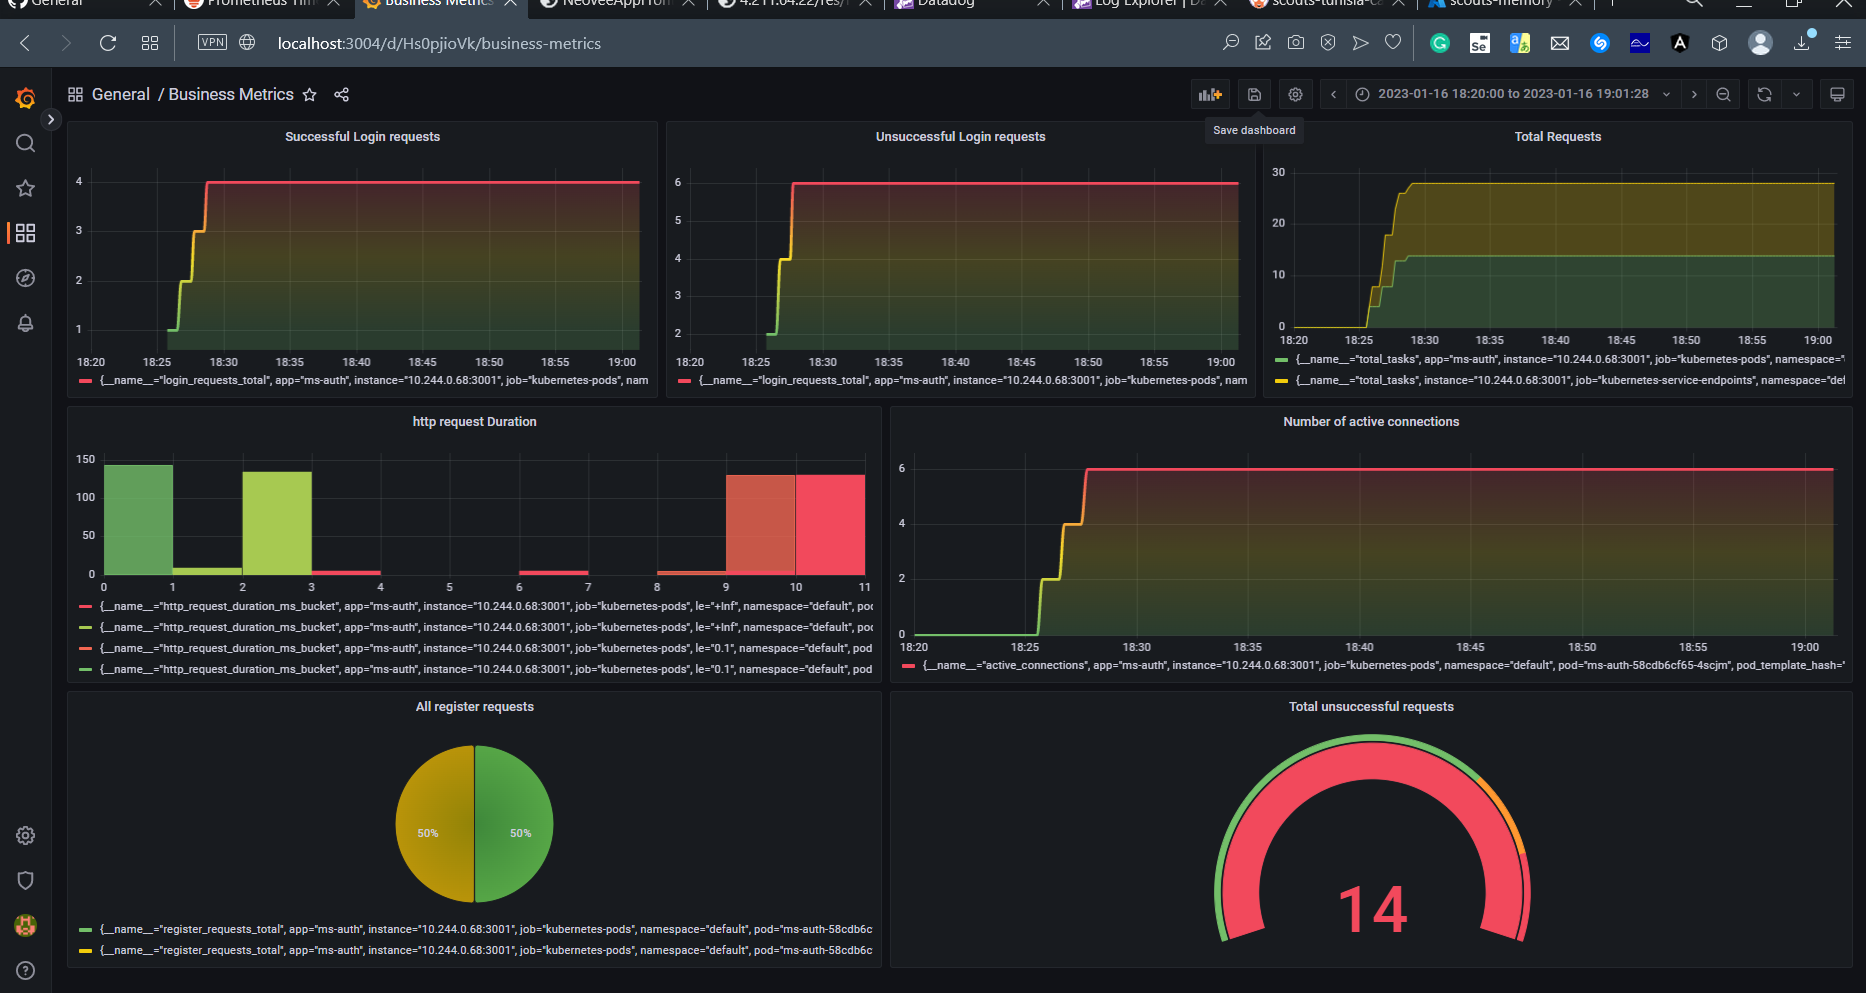 General
Prometheus Tim
Business Metrics
NeoveeAppFron
4.211.64.22/res/
Datadog
Log Explorer | Da
scouts-tunisia-ca
scouts-memory
VPN
localhost:3004/d/Hs0pjioVk/business-metrics
General / Business Metrics
2023-01-16 18:20:00 to 2023-01-16 19:01:28
Save dashboard
Successful Login requests
4
3
2
1
18:20 18:25 18:30 18:35 18:40 18:45 18:50 18:55 19:00
{__name__="login_requests_total", app="ms-auth", instance="10.244.0.68:3001", job="kubernetes-pods", nam
Unsuccessful Login requests
6
5
4
3
2
18:20 18:25 18:30 18:35 18:40 18:45 18:50 18:55 19:00
{__name__="login_requests_total", app="ms-auth", instance="10.244.0.68:3001", job="kubernetes-pods", nam
Total Requests
30
20
10
0
18:20 18:25 18:30 18:35 18:40 18:45 18:50 18:55 19:00
{__name__="total_tasks", app="ms-auth", instance="10.244.0.68:3001", job="kubernetes-pods", namespace="
{__name__="total_tasks", instance="10.244.0.68:3001", job="kubernetes-service-endpoints", namespace="def
http request Duration
150
100
50
0
0 1 2 3 4 5 6 7 8 9 10 11
{__name__="http_request_duration_ms_bucket", app="ms-auth", instance="10.244.0.68:3001", job="kubernetes-pods", le="+Inf", namespace="default", pod
{__name__="http_request_duration_ms_bucket", app="ms-auth", instance="10.244.0.68:3001", job="kubernetes-pods", le="+Inf", namespace="default", pod
{__name__="http_request_duration_ms_bucket", app="ms-auth", instance="10.244.0.68:3001", job="kubernetes-pods", le="0.1", namespace="default", pod
{__name__="http_request_duration_ms_bucket", app="ms-auth", instance="10.244.0.68:3001", job="kubernetes-pods", le="0.1", namespace="default", pod
Number of active connections
6
4
2
0
18:20 18:25 18:30 18:35 18:40 18:45 18:50 18:55 19:00
{__name__="active_connections", app="ms-auth", instance="10.244.0.68:3001", job="kubernetes-pods", namespace="default", pod="ms-auth-58cdb6cf65-4scjm", pod_template_hash="
All register requests
50% 50%
{__name__="register_requests_total", app="ms-auth", instance="10.244.0.68:3001", job="kubernetes-pods", namespace="default", pod="ms-auth-58cdb6c
{__name__="register_requests_total", app="ms-auth", instance="10.244.0.68:3001", job="kubernetes-pods", namespace="default", pod="ms-auth-58cdb6c
Total unsuccessful requests
14